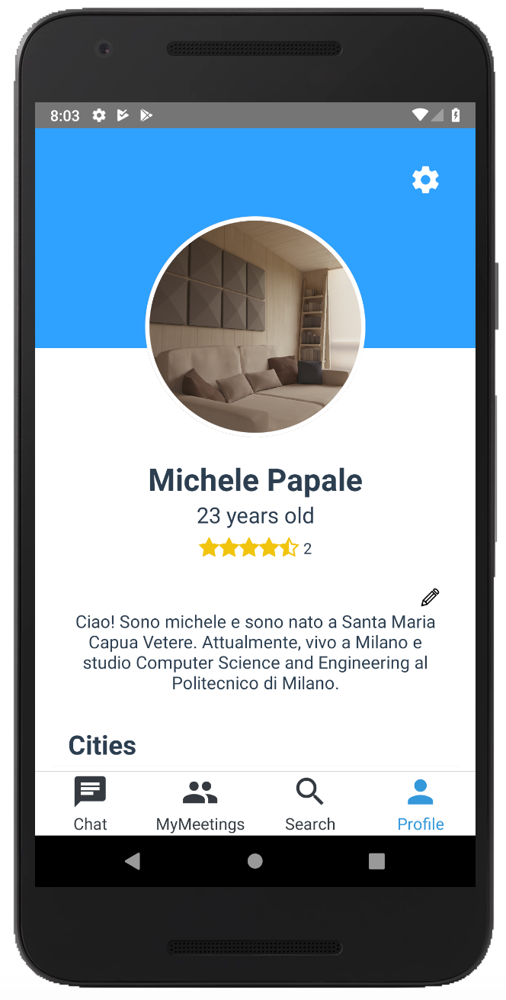 8:03
Michele Papale
23 years old
2
Ciao! Sono michele e sono nato a Santa Maria
Capua Vetere. Attualmente, vivo a Milano e
studio Computer Science and Engineering al
Politecnico di Milano.
Cities
Chat MyMeetings Search Profile